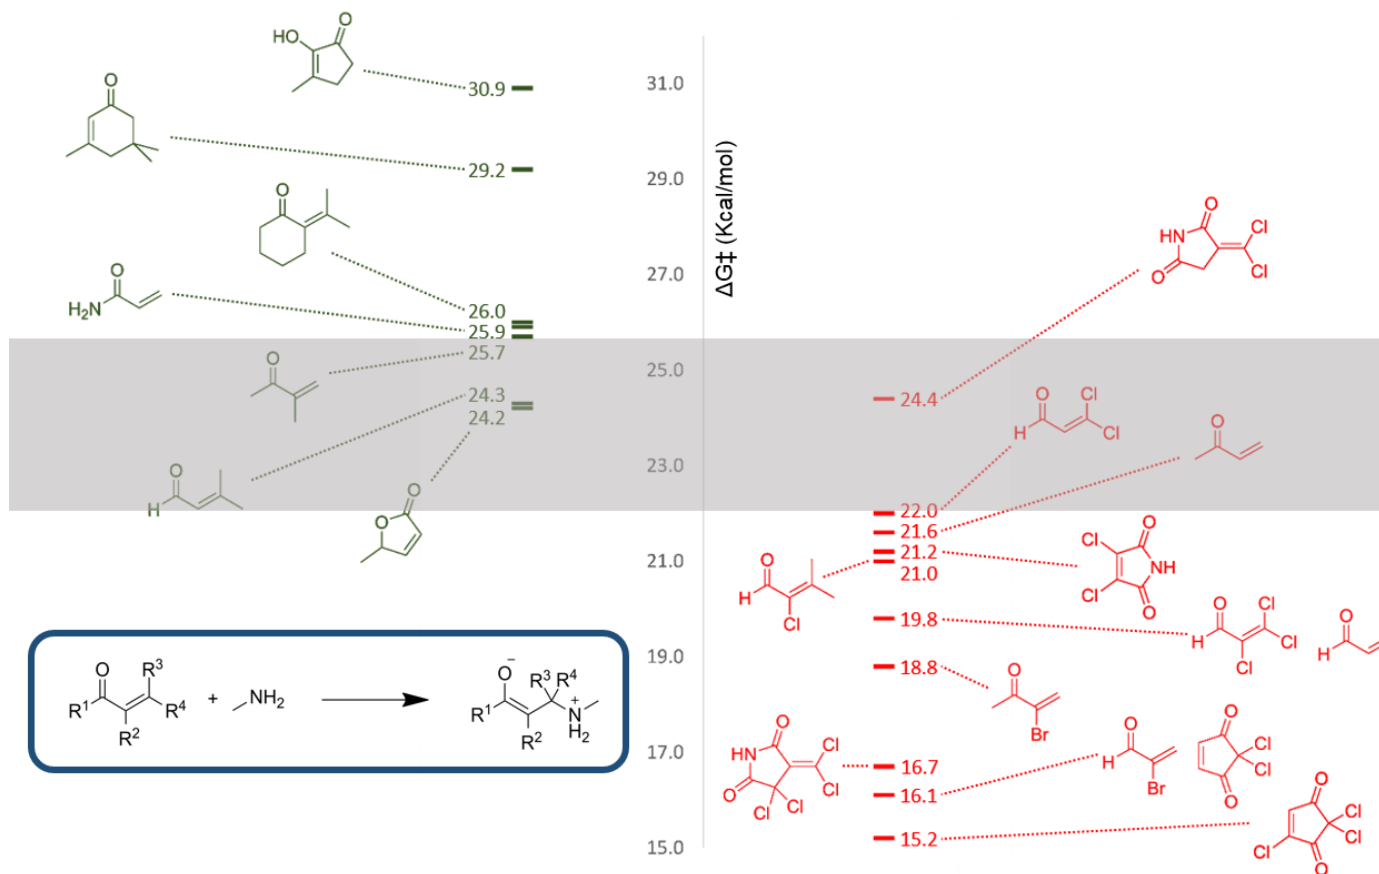 O
HO
30.9
O
29.2
O
26.0
O
H₂N
25.9
O
25.7
24.3
24.2
O
H
O
O
31.0
29.0
27.0
25.0
23.0
21.0
19.0
17.0
15.0
ΔG‡ (Kcal/mol)
O
HN
O
Cl
Cl
24.4
O
Cl
H
Cl
O
22.0
21.6
21.2
21.0
O
H
Cl
O
Cl
NH
Cl
O
19.8
O
Cl
H
Cl
Cl
O
H
18.8
O
Br
O
HN
Cl
O
Cl
Cl
Cl
16.7
16.1
O
H
Br
O
Cl
Cl
O
15.2
O
Cl
Cl
Cl
O
O
R³
R¹
R⁴
R²
+
NH₂
O
−
R³
R⁴
R¹
+
N
H₂
R²